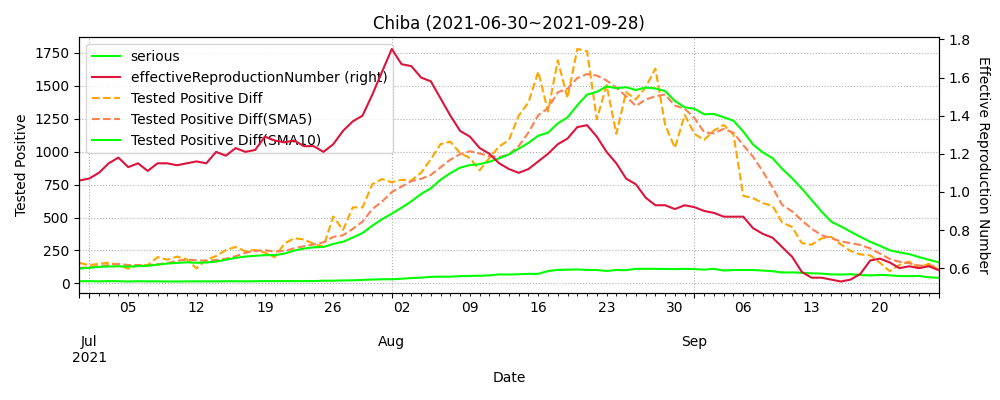 Chiba (2021-06-30~2021-09-28)
serious
effectiveReproductionNumber (right)
Tested Positive Diff
Tested Positive Diff(SMA5)
Tested Positive Diff(SMA10)
Tested Positive
1750
1500
1250
1000
750
500
250
0
1.8
1.6
1.4
1.2
1.0
0.8
0.6
Effective Reproduction Number
05 12 19 26 02 09 16 23 30 06 13 20
Jul Aug Sep
2021
Date